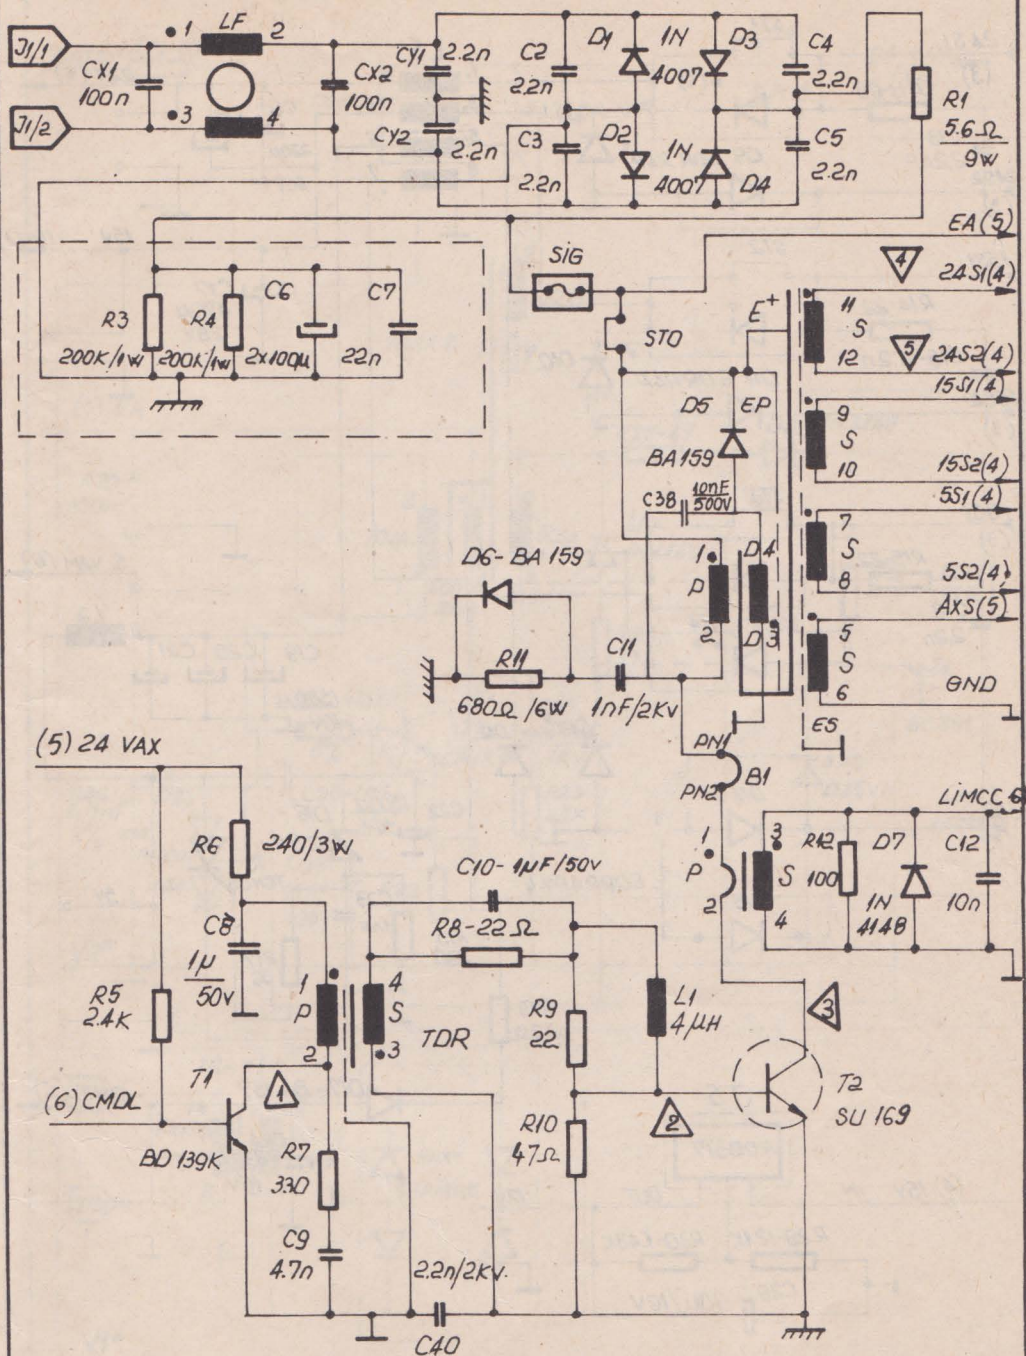 J1/1
J1/2
1
LF
2
3
4
CX1
100n
CX2
100n
CY1
2.2n
CY2
2.2n
C2
2.2n
C3
2.2n
D1
1N
4007
D3
D2
1N
4007
D4
C4
2.2n
C5
2.2n
R1
5.6Ω
9W
EA(5)
SIG
STO
R3
200K/1W
R4
200K/1W
C6
2x100µ
C7
22n
E+
4
24S1(4)
11
S
12
5
24S2(4)
15S1(4)
9
S
10
15S2(4)
5S1(4)
7
S
8
5S2(4)
AXS(5)
5
S
6
GND
ES
D5
EP
BA159
C38
10nF
500V
1
P
2
D4
D3
D6-BA 159
R11
680Ω/6W
C11
1nF/2KV
PN1
B1
PN2
1
P
2
3
S
4
LiMCC 6
R12
100
D7
1N
4148
C12
10n
(5) 24 VAX
R6
240/3W
C8
1µ
50V
R5
2.4K
C10-1µF/50V
R8-22Ω
1
P
2
4
S
3
TDR
R9
22
L1
4µH
3
T1
1
(6) CMDL
BD 139K
R7
330
C9
4.7n
R10
47Ω
2
T2
SU 169
2.2n/2KV.
C40